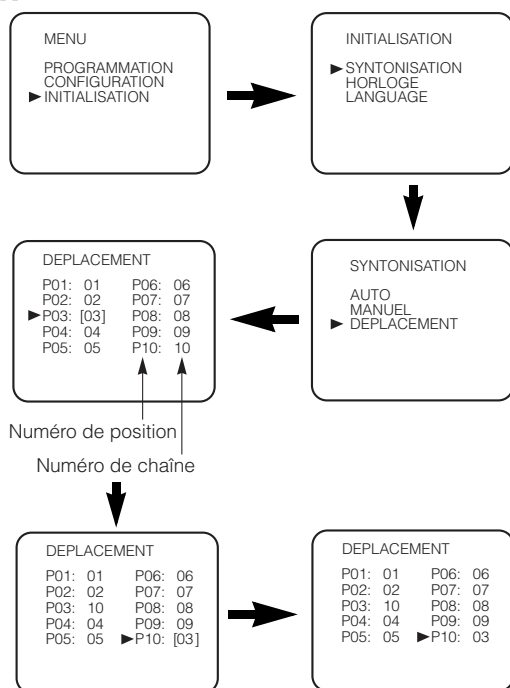 MENU
PROGRAMMATION
CONFIGURATION
►INITIALISATION
INITIALISATION
►SYNTONISATION
HORLOGE
LANGUAGE
SYNTONISATION
AUTO
MANUEL
► DEPLACEMENT
DEPLACEMENT
P01: 01 P06: 06
P02: 02 P07: 07
►P03: [03] P08: 08
P04: 04 P09: 09
P05: 05 P10: 10
Numéro de position
Numéro de chaîne
DEPLACEMENT
P01: 01 P06: 06
P02: 02 P07: 07
P03: 10 P08: 08
P04: 04 P09: 09
P05: 05 ►P10: [03]
DEPLACEMENT
P01: 01 P06: 06
P02: 02 P07: 07
P03: 10 P08: 08
P04: 04 P09: 09
P05: 05 ►P10: 03